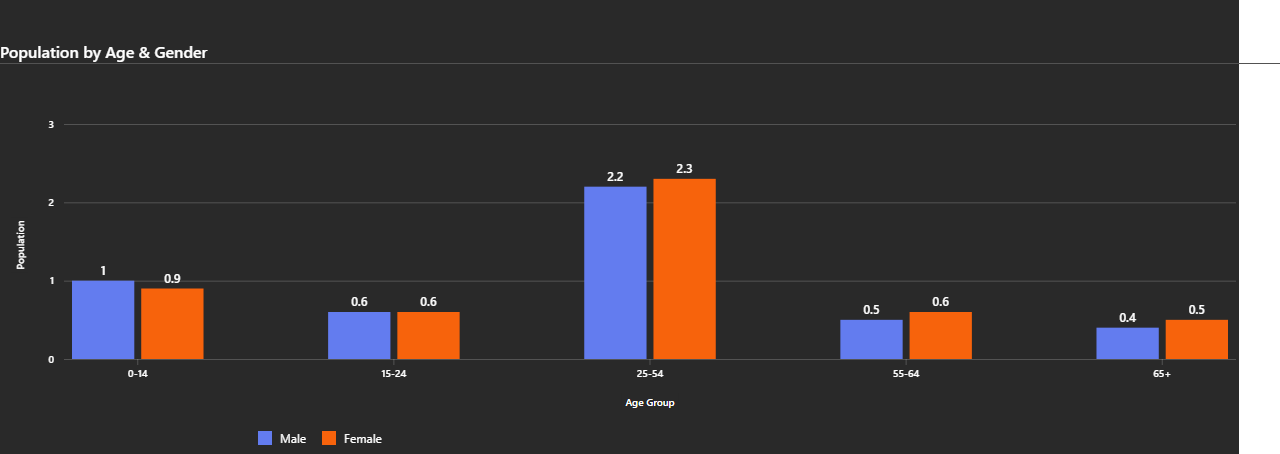 Population by Age & Gender
3
2.2 2.3
2
Population
1 0.9
1
0.6 0.6
0.5 0.6
0.4 0.5
0
0-14 15-24 25-54 55-64 65+
Age Group
Male Female